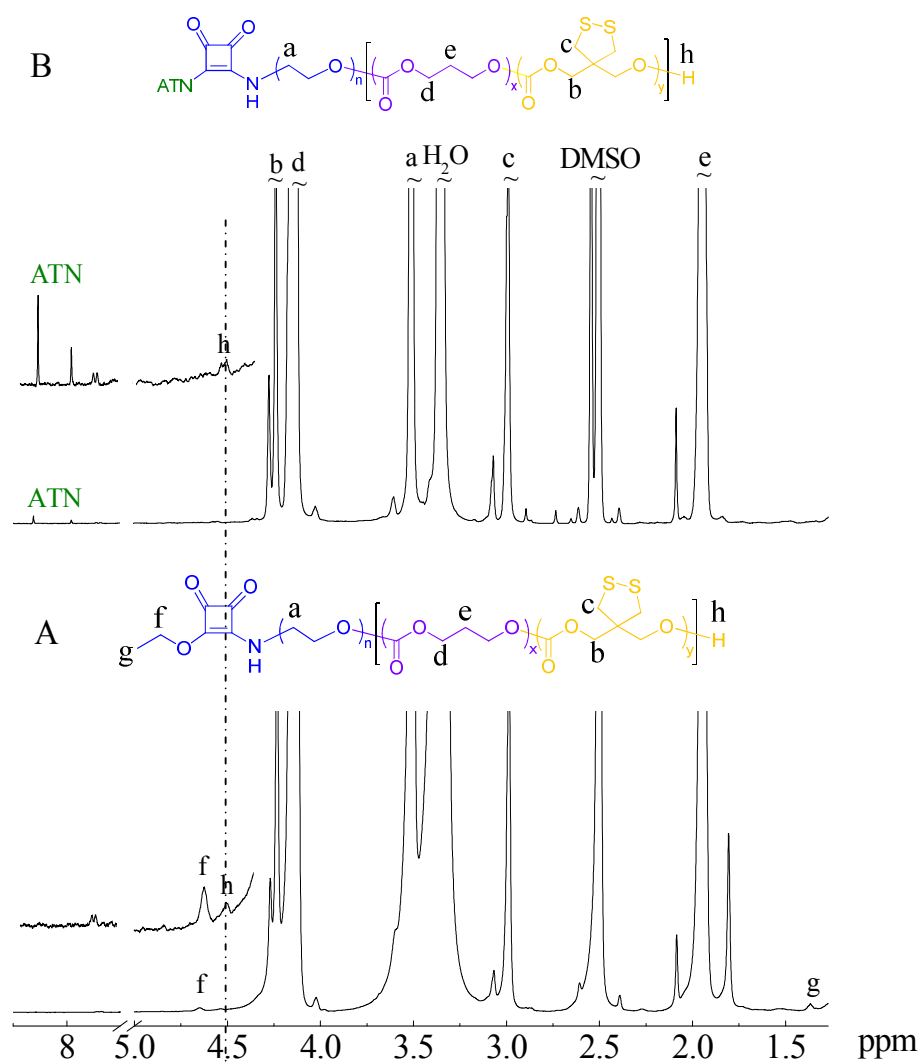 B
O O S S
a e c h
ATN N H O n O O d O x O O b O y H
b d a H₂O c DMSO e
ATN
h
ATN
O O S S
f a e c h
A
g O N H O n O O d O x O O b O y H
f h
f g
8 5.0 4.5 4.0 3.5 3.0 2.5 2.0 1.5 ppm